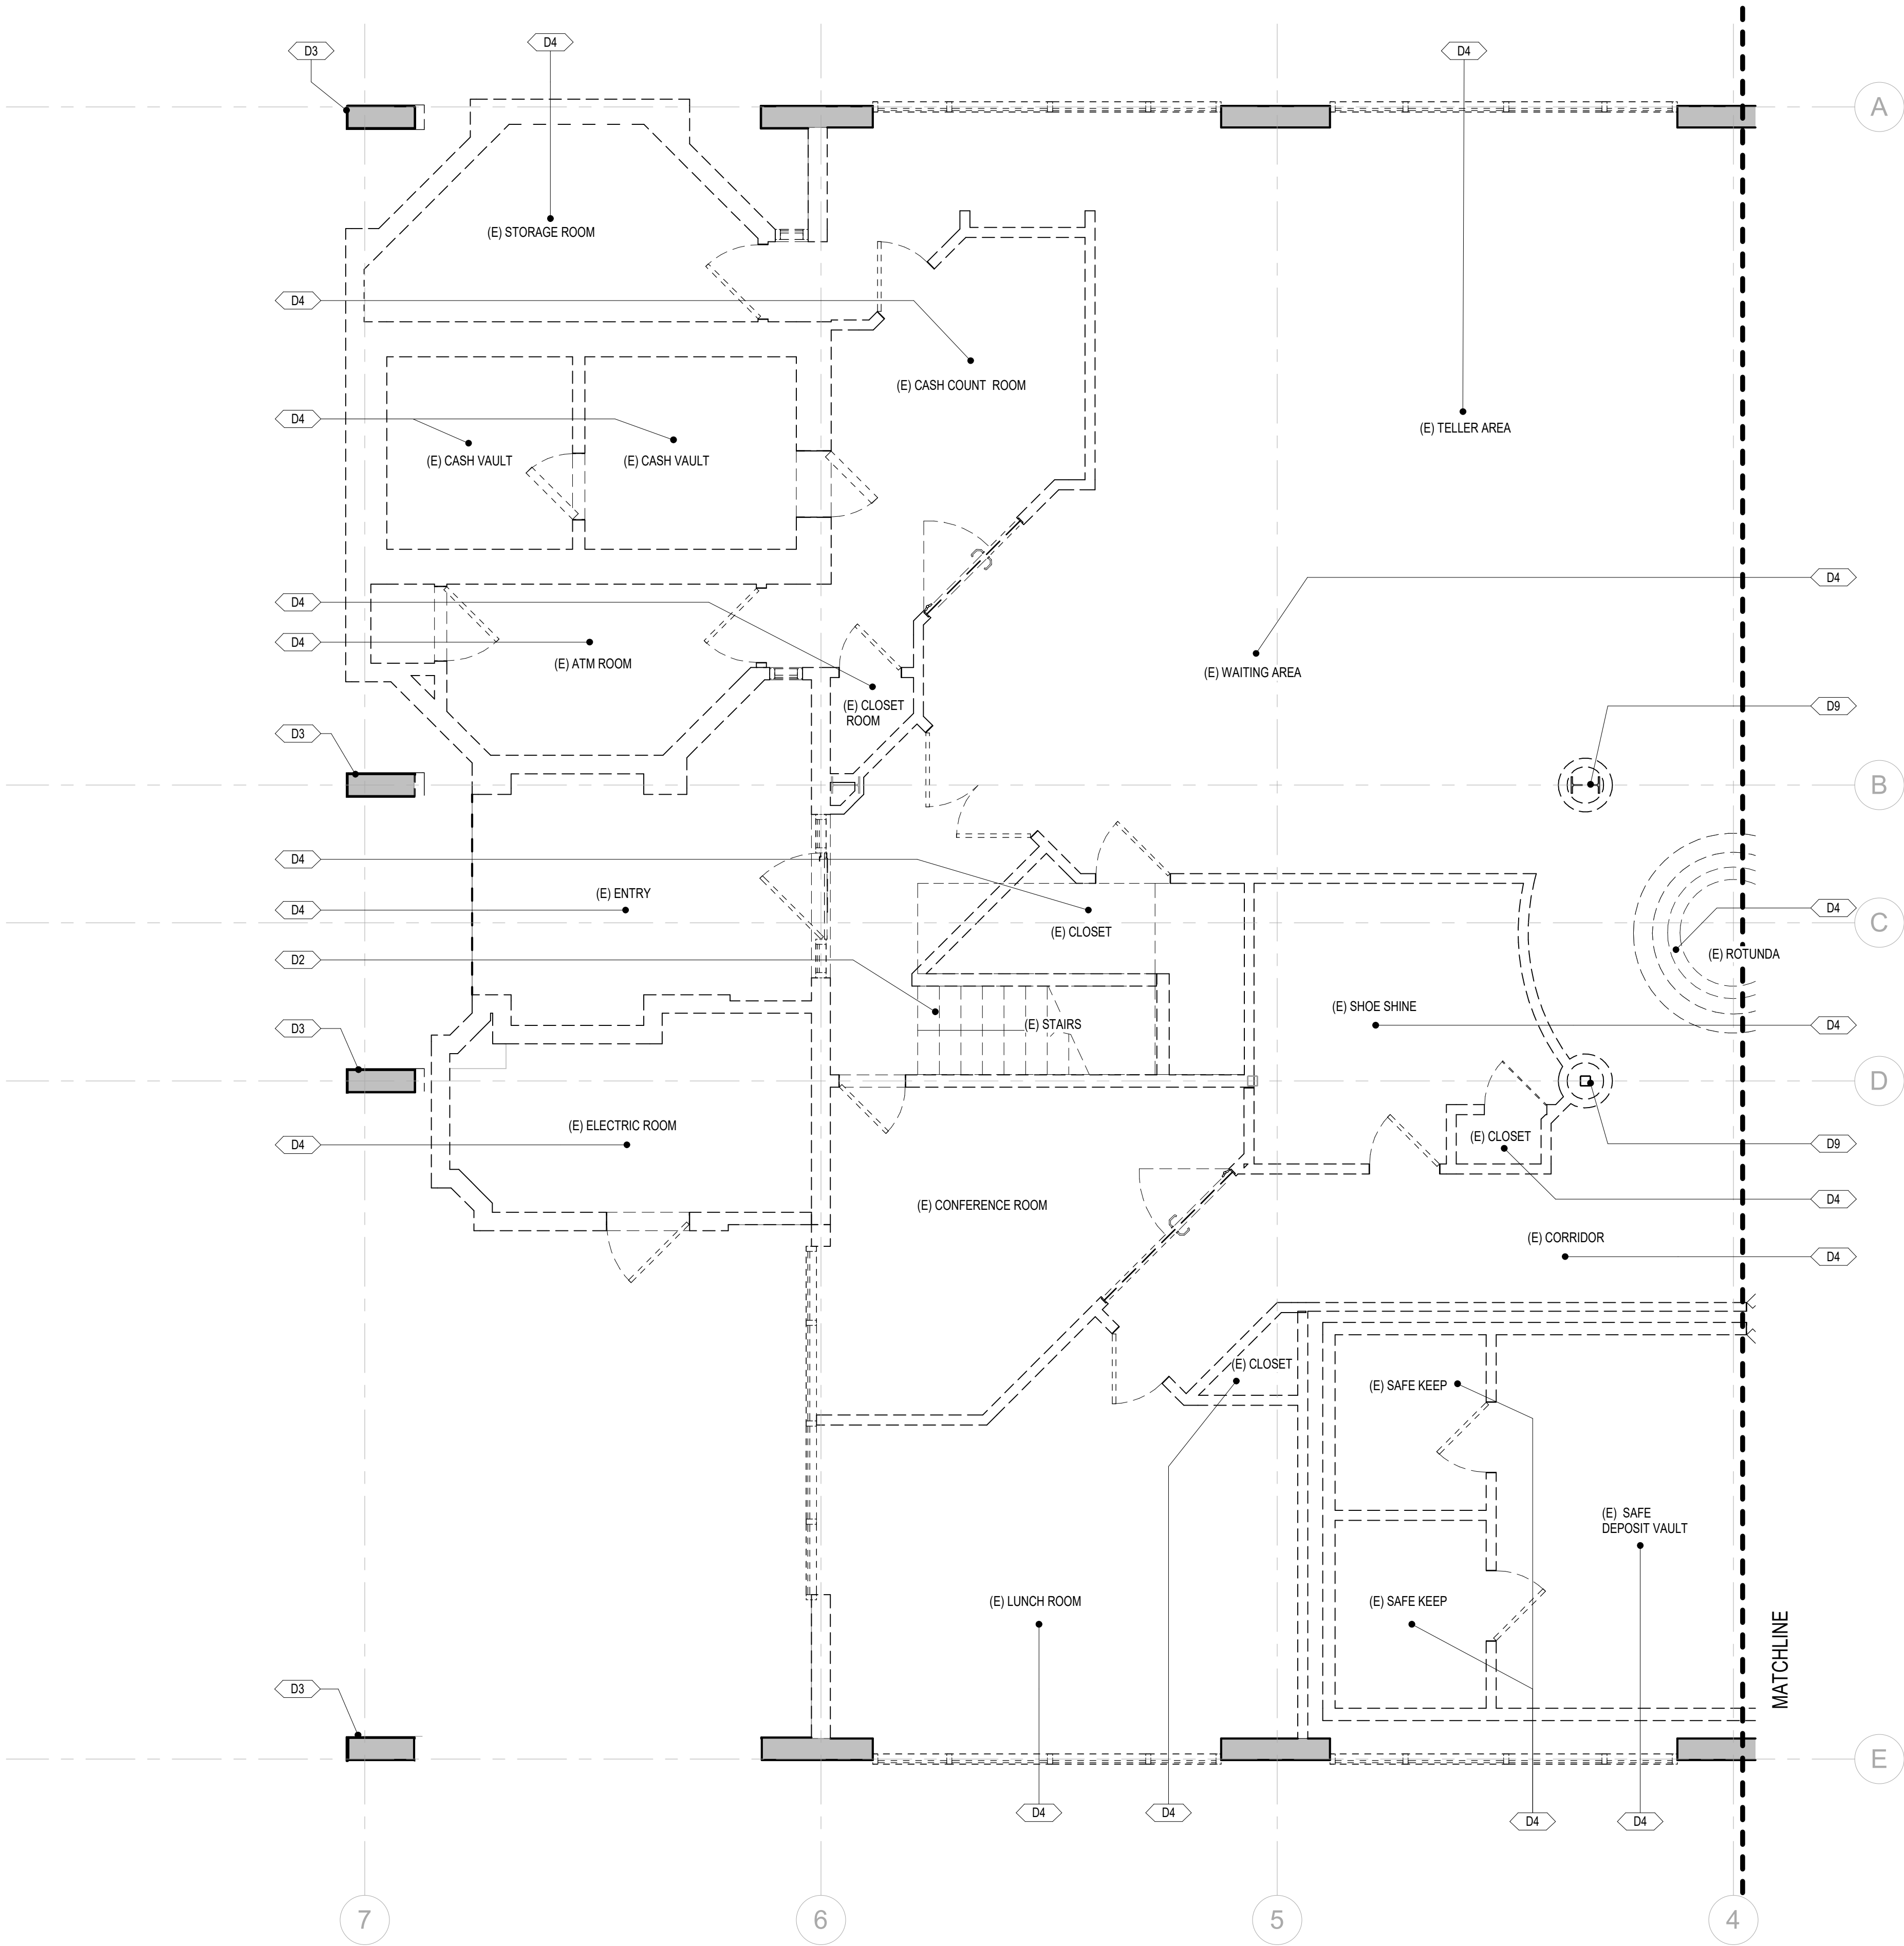 D3
D4
D4
A
(E) STORAGE ROOM
D4
(E) CASH COUNT  ROOM
D4
(E) TELLER AREA
(E) CASH VAULT
(E) CASH VAULT
D4
D4
D4
(E) ATM ROOM
(E) WAITING AREA
(E) CLOSET
ROOM
D9
D3
B
D4
(E) ENTRY
D4
D4
C
(E) CLOSET
(E) ROTUNDA
D2
(E) SHOE SHINE
(E) STAIRS
D4
D3
D
(E) ELECTRIC ROOM
(E) CLOSET
D4
D9
(E) CONFERENCE ROOM
D4
(E) CORRIDOR
D4
(E) CLOSET
(E) SAFE KEEP
(E)  SAFE
DEPOSIT VAULT
(E) LUNCH ROOM
(E) SAFE KEEP
MATCHLINE
D3
E
D4
D4
D4
D4
7
6
5
4